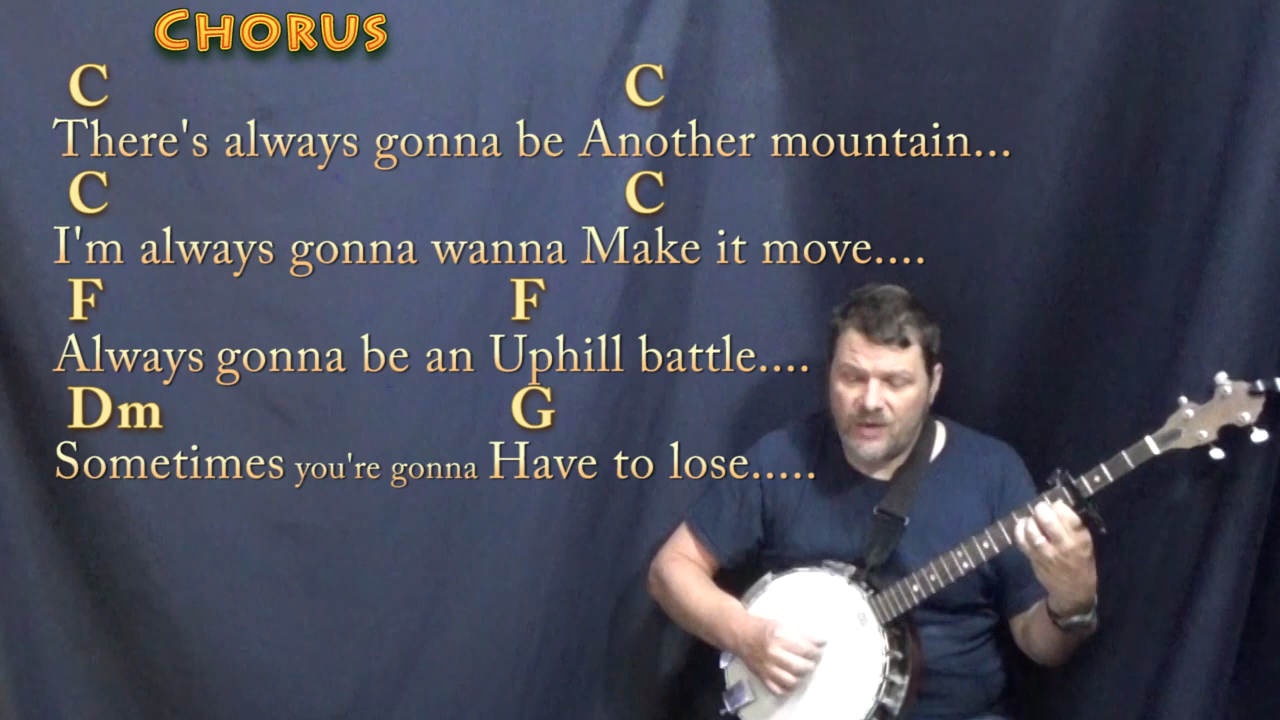 CHORUS
C C
There's always gonna be Another mountain...
C C
I'm always gonna wanna Make it move....
F F
Always gonna be an Uphill battle....
Dm G
Sometimes you're gonna Have to lose.....